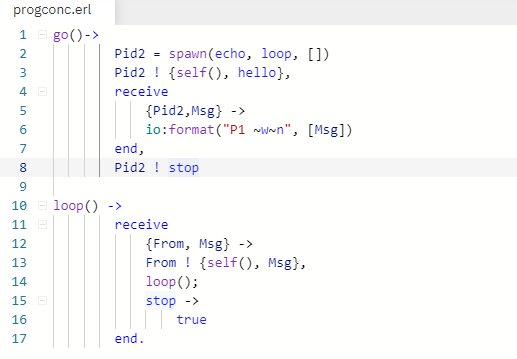 progconc.erl
1 go()->
2 Pid2 = spawn(echo, loop, [])
3 Pid2 ! {self(), hello},
4 receive
5 {Pid2,Msg} ->
6 io:format("P1 ~w~n", [Msg])
7 end,
8 Pid2 ! stop
9
10 loop() ->
11 receive
12 {From, Msg} ->
13 From ! {self(), Msg},
14 loop();
15 stop ->
16 true
17 end.